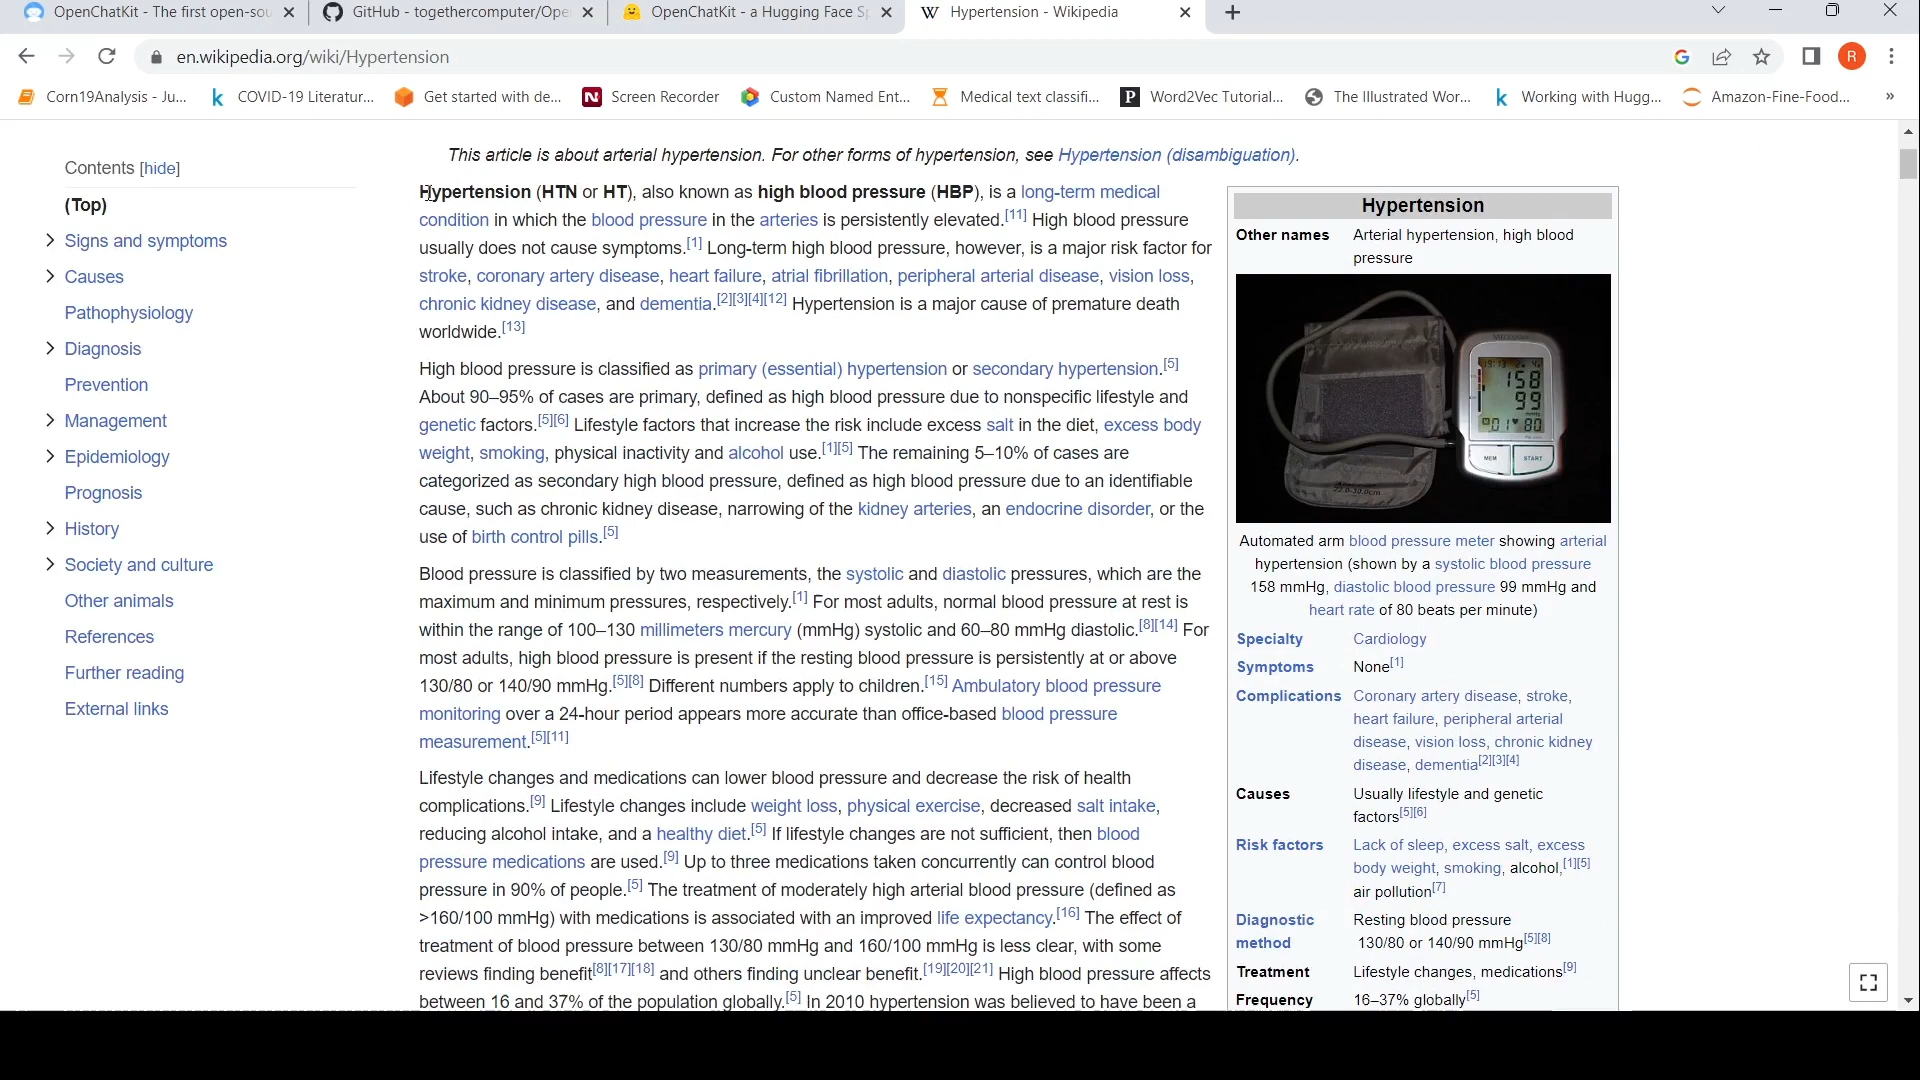 OpenChatKit - The first open-sou
GitHub - togethercomputer/Ope
OpenChatKit - a Hugging Face Sp
W Hypertension - Wikipedia
en.wikipedia.org/wiki/Hypertension
G
R
Corn19Analysis - Ju...
k COVID-19 Literatur...
Get started with de...
N Screen Recorder
Custom Named Ent...
Medical text classifi...
P Word2Vec Tutorial...
The Illustrated Wor...
k Working with Hugg...
Amazon-Fine-Food...
»
Contents [hide]
(Top)
Signs and symptoms
Causes
Pathophysiology
Diagnosis
Prevention
Management
Epidemiology
Prognosis
History
Society and culture
Other animals
References
Further reading
External links
This article is about arterial hypertension. For other forms of hypertension, see Hypertension (disambiguation).
Hypertension (HTN or HT), also known as high blood pressure (HBP), is a long-term medical
condition in which the blood pressure in the arteries is persistently elevated.[11] High blood pressure
usually does not cause symptoms.[1] Long-term high blood pressure, however, is a major risk factor for
stroke, coronary artery disease, heart failure, atrial fibrillation, peripheral arterial disease, vision loss,
chronic kidney disease, and dementia.[2][3][4][12] Hypertension is a major cause of premature death
worldwide.[13]
High blood pressure is classified as primary (essential) hypertension or secondary hypertension.[5]
About 90–95% of cases are primary, defined as high blood pressure due to nonspecific lifestyle and
genetic factors.[5][6] Lifestyle factors that increase the risk include excess salt in the diet, excess body
weight, smoking, physical inactivity and alcohol use.[1][5] The remaining 5–10% of cases are
categorized as secondary high blood pressure, defined as high blood pressure due to an identifiable
cause, such as chronic kidney disease, narrowing of the kidney arteries, an endocrine disorder, or the
use of birth control pills.[5]
Blood pressure is classified by two measurements, the systolic and diastolic pressures, which are the
maximum and minimum pressures, respectively.[1] For most adults, normal blood pressure at rest is
within the range of 100–130 millimeters mercury (mmHg) systolic and 60–80 mmHg diastolic.[8][14] For
most adults, high blood pressure is present if the resting blood pressure is persistently at or above
130/80 or 140/90 mmHg.[5][8] Different numbers apply to children.[15] Ambulatory blood pressure
monitoring over a 24-hour period appears more accurate than office-based blood pressure
measurement.[5][11]
Lifestyle changes and medications can lower blood pressure and decrease the risk of health
complications.[9] Lifestyle changes include weight loss, physical exercise, decreased salt intake,
reducing alcohol intake, and a healthy diet.[5] If lifestyle changes are not sufficient, then blood
pressure medications are used.[9] Up to three medications taken concurrently can control blood
pressure in 90% of people.[5] The treatment of moderately high arterial blood pressure (defined as
>160/100 mmHg) with medications is associated with an improved life expectancy.[16] The effect of
treatment of blood pressure between 130/80 mmHg and 160/100 mmHg is less clear, with some
reviews finding benefit[8][17][18] and others finding unclear benefit.[19][20][21] High blood pressure affects
between 16 and 37% of the population globally.[5] In 2010 hypertension was believed to have been a
Hypertension
Other names Arterial hypertension, high blood
pressure
158
99
80
MEM START
Automated arm blood pressure meter showing arterial
hypertension (shown by a systolic blood pressure
158 mmHg, diastolic blood pressure 99 mmHg and
heart rate of 80 beats per minute)
Specialty Cardiology
Symptoms None[1]
Complications Coronary artery disease, stroke,
heart failure, peripheral arterial
disease, vision loss, chronic kidney
disease, dementia[2][3][4]
Causes Usually lifestyle and genetic
factors[5][6]
Risk factors Lack of sleep, excess salt, excess
body weight, smoking, alcohol,[1][5]
air pollution[7]
Diagnostic Resting blood pressure
method 130/80 or 140/90 mmHg[5][8]
Treatment Lifestyle changes, medications[9]
Frequency 16–37% globally[5]